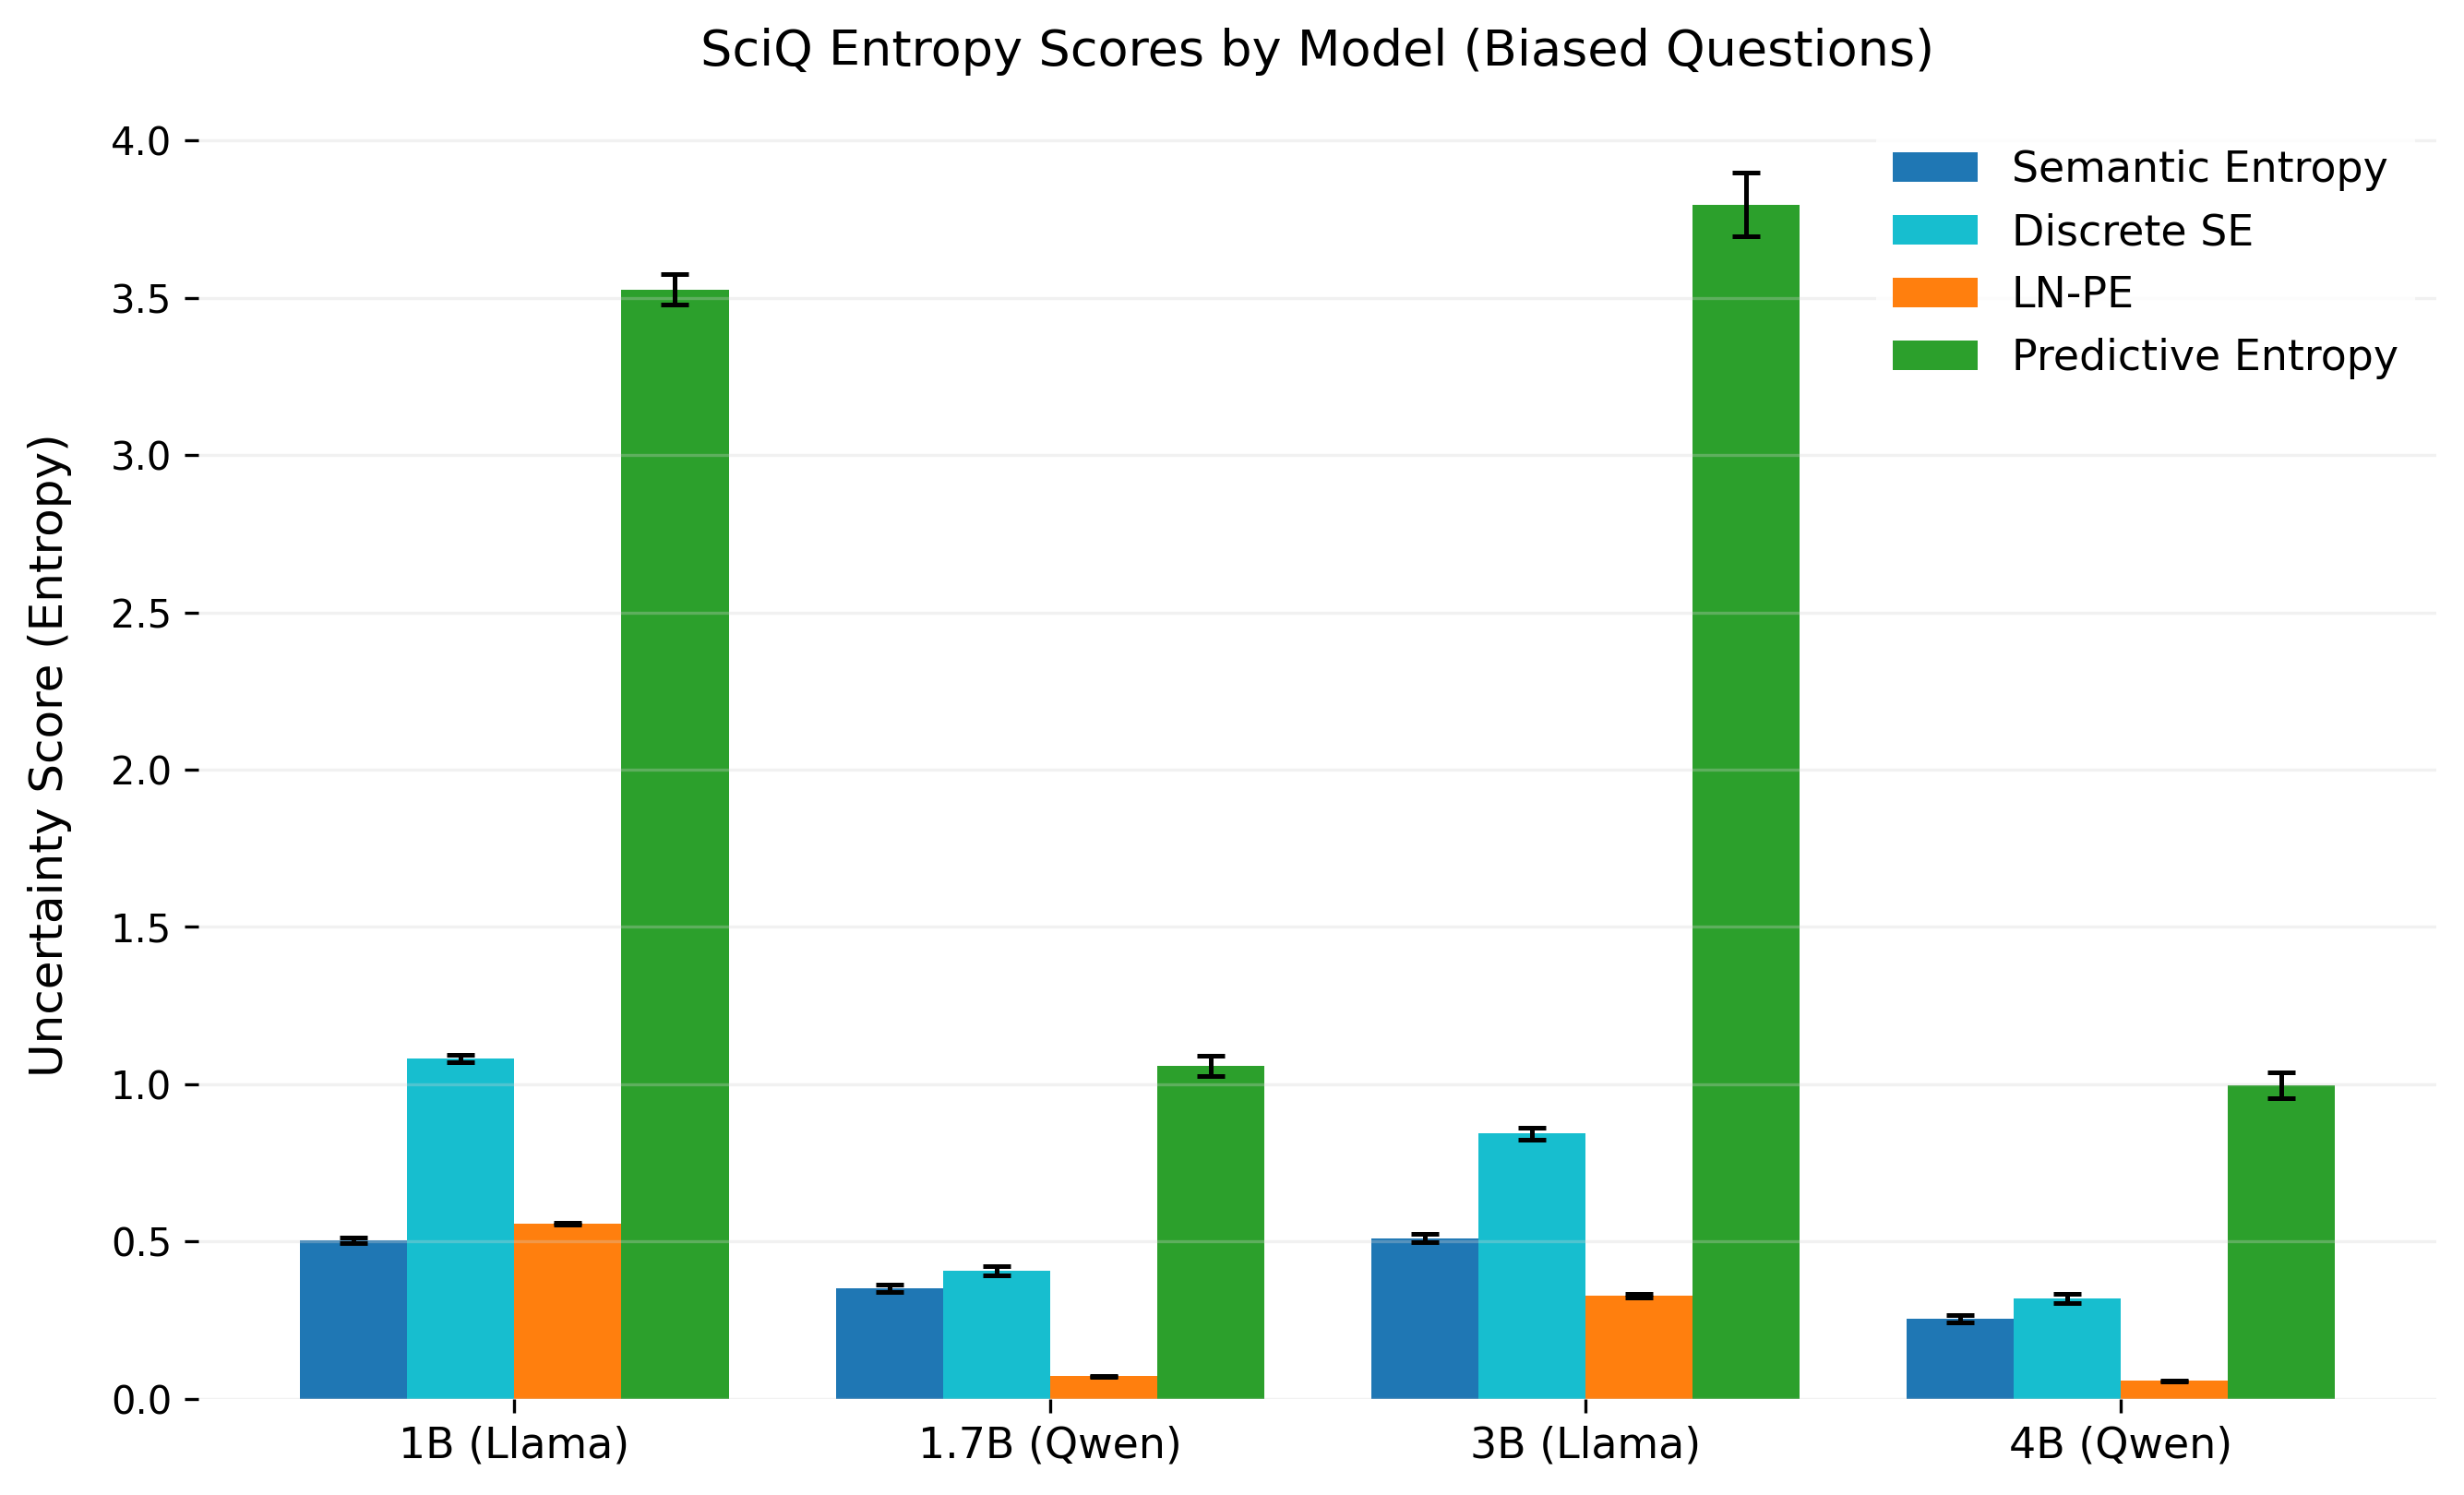 SciQ Entropy Scores by Model (Biased Questions)
Uncertainty Score (Entropy)
4.0
3.5
3.0
2.5
2.0
1.5
1.0
0.5
0.0
Semantic Entropy
Discrete SE
LN-PE
Predictive Entropy
1B (Llama)
1.7B (Qwen)
3B (Llama)
4B (Qwen)